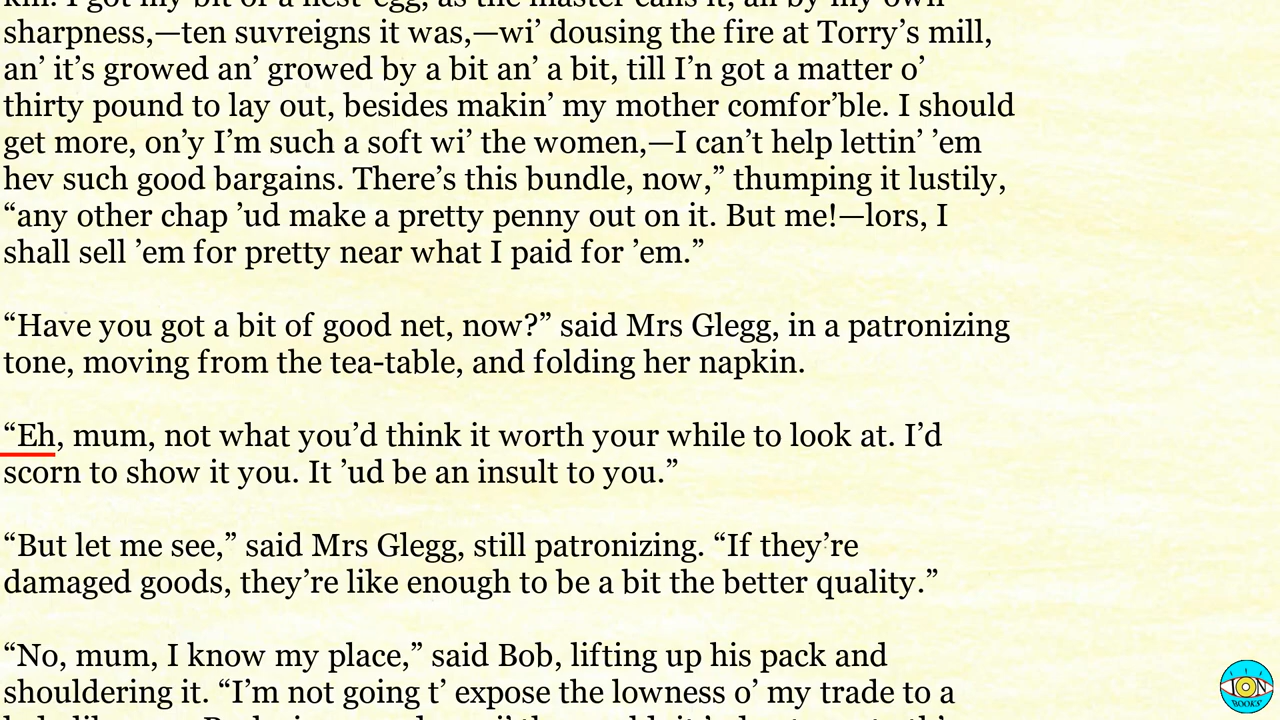 sharpness,—ten suvreigns it was,—wi’ dousing the fire at Torry’s mill,
an’ it’s growed an’ growed by a bit an’ a bit, till I’n got a matter o’
thirty pound to lay out, besides makin’ my mother comfor’ble. I should
get more, on’y I’m such a soft wi’ the women,—I can’t help lettin’ ’em
hev such good bargains. There’s this bundle, now,” thumping it lustily,
“any other chap ’ud make a pretty penny out on it. But me!—lors, I
shall sell ’em for pretty near what I paid for ’em.”
“Have you got a bit of good net, now?” said Mrs Glegg, in a patronizing
tone, moving from the tea-table, and folding her napkin.
“Eh, mum, not what you’d think it worth your while to look at. I’d
scorn to show it you. It ’ud be an insult to you.”
“But let me see,” said Mrs Glegg, still patronizing. “If they’re
damaged goods, they’re like enough to be a bit the better quality.”
“No, mum, I know my place,” said Bob, lifting up his pack and
shouldering it. “I’m not going t’ expose the lowness o’ my trade to a
ION
BOOKS